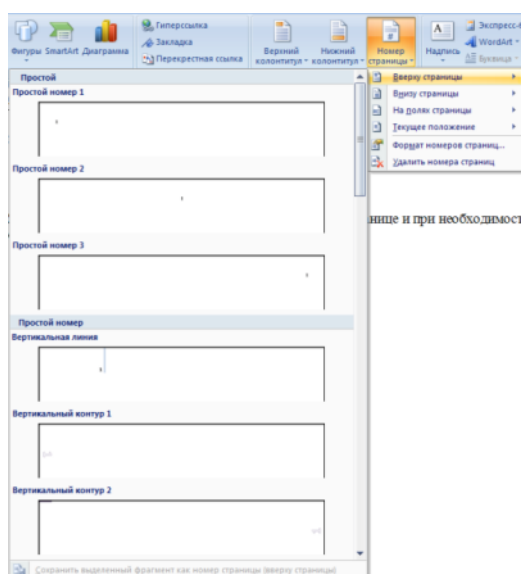 Гиперссылка
Закладка
Перекрестная ссылка
Фигуры SmartArt Диаграмма
Верхний колонтитул
Нижний колонтитул
Номер страницы
Надпись
Экспресс-
WordArt
Буквица
Простой
Простой номер 1
Простой номер 2
Простой номер 3
Простой номер
Вертикальная линия
Вертикальный контур 1
Вертикальный контур 2
Сохранить выделенный фрагмент как номер страницы (вверху страницы)
Вверху страницы
Внизу страницы
На полях страницы
Текущее положение
Формат номеров страниц...
Удалить номера страниц
нице и при необходимост